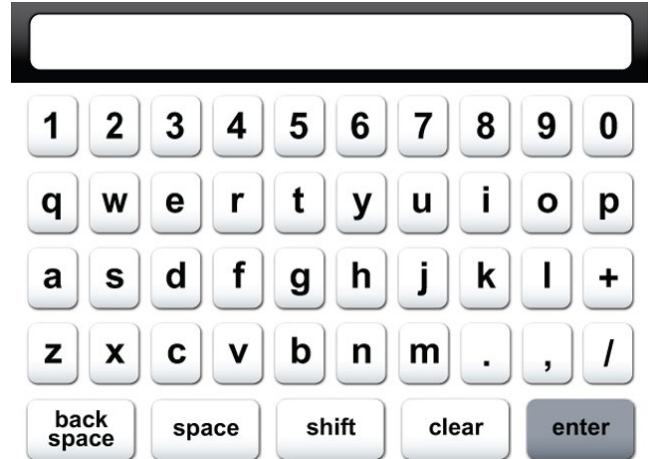 1 2 3 4 5 6 7 8 9 0
q w e r t y u i o p
a s d f g h j k l +
z x c v b n m . , /
back space space shift clear enter